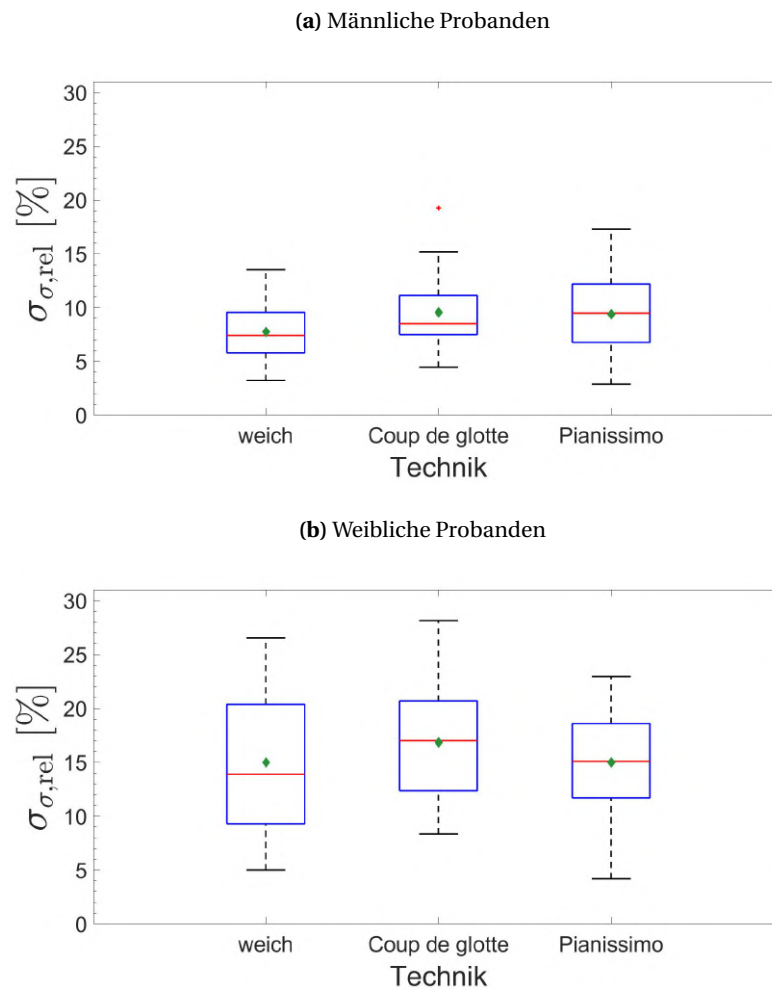 (a) Männliche Probanden
30
25
20
15
10
5
0
σσ,rel [%]
weich Coup de glotte Pianissimo
Technik
(b) Weibliche Probanden
30
25
20
15
10
5
0
σσ,rel [%]
weich Coup de glotte Pianissimo
Technik